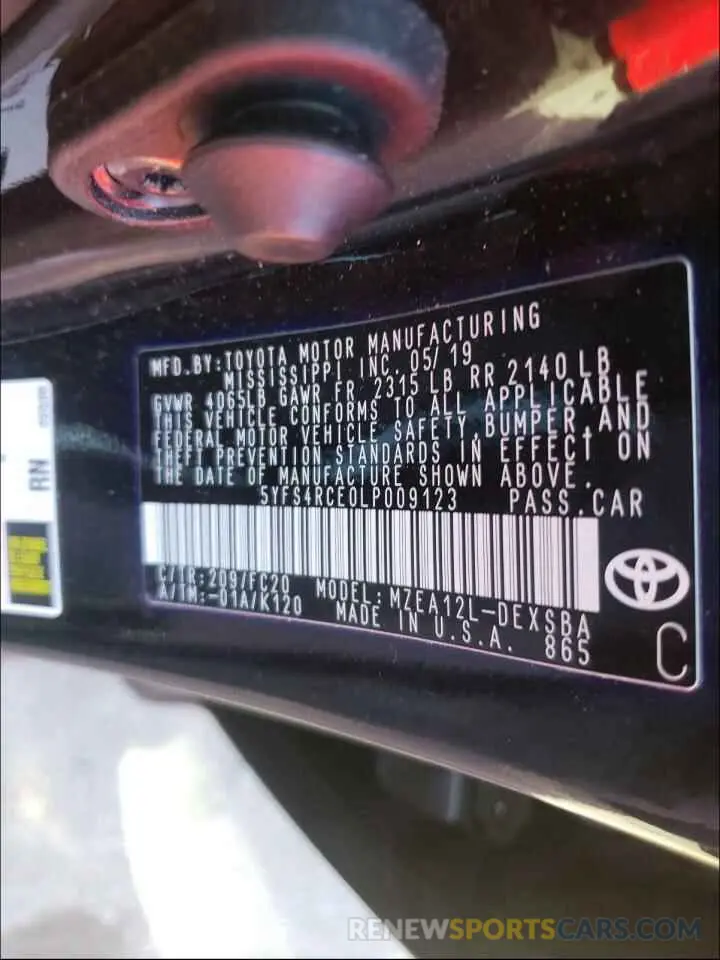 MFD.BY:TOYOTA MOTOR MANUFACTURING
MISSISSIPPI INC. 05/19
GVWR 4065LB GAWR FR 2315 LB RR 2140LB
THIS VEHICLE CONFORMS TO ALL APPLICABLE
FEDERAL MOTOR VEHICLE SAFETY,BUMPER,AND
THEFT PREVENTION STANDARDS IN EFFECT ON
THE DATE OF MANUFACTURE SHOWN ABOVE.
5YFS4RCE0LP009123 PASS.CAR
C/TR:209/FC20 MODEL:MZEA12L-DEXSBA
A/TM:-01A/K120 MADE IN U.S.A. 865
C
RN
RENEWSPORTSCARS.COM